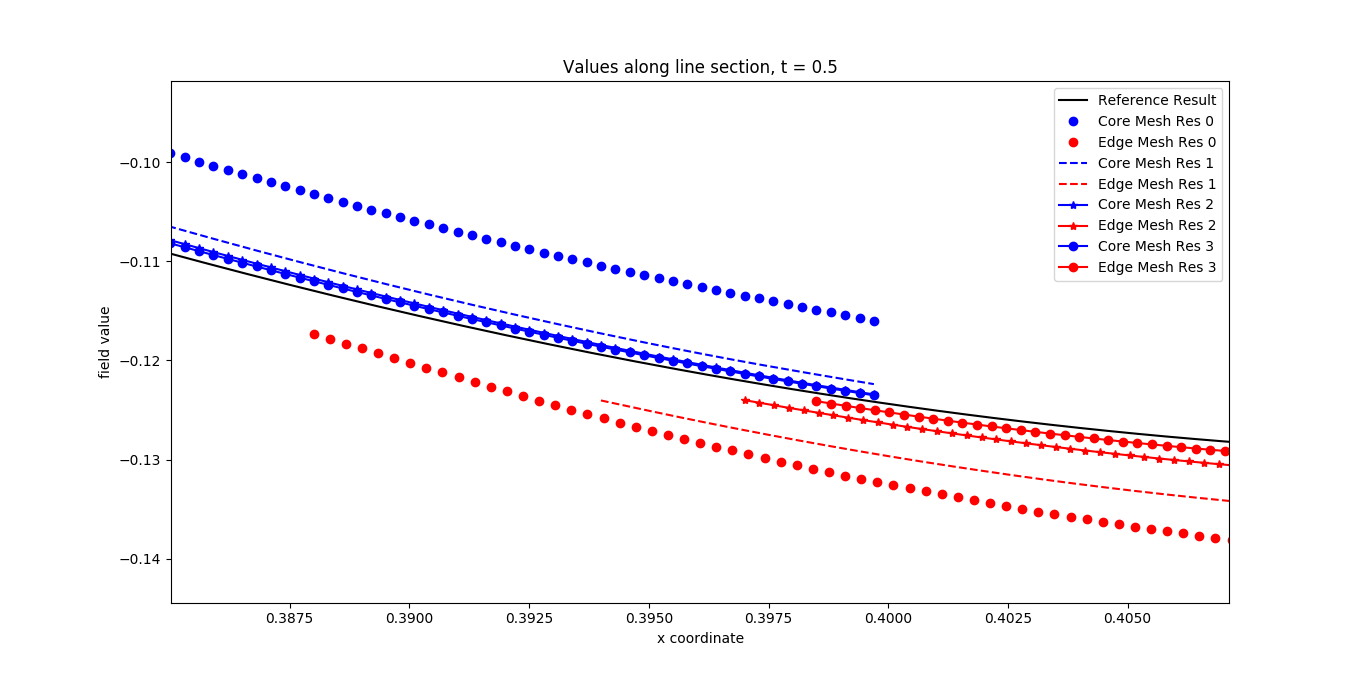 Values along line section, t = 0.5
Reference Result
Core Mesh Res 0
Edge Mesh Res 0
Core Mesh Res 1
Edge Mesh Res 1
Core Mesh Res 2
Edge Mesh Res 2
Core Mesh Res 3
Edge Mesh Res 3
field value
−0.10
−0.11
−0.12
−0.13
−0.14
0.3875 0.3900 0.3925 0.3950 0.3975 0.4000 0.4025 0.4050
x coordinate